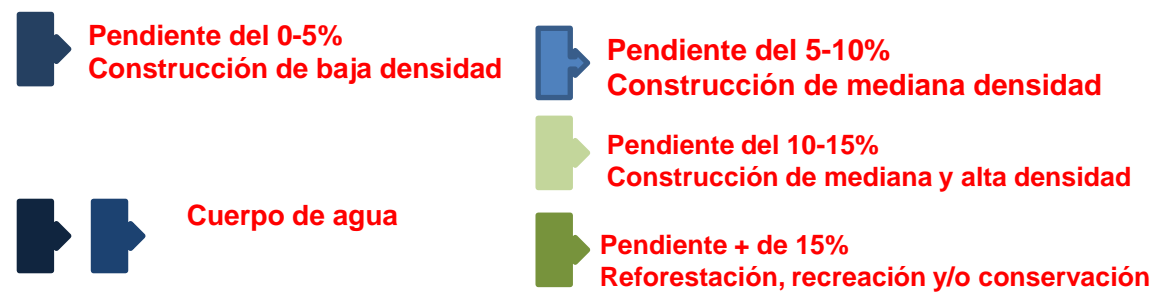 Pendiente del 0-5%
Construcción de baja densidad
Pendiente del 5-10%
Construcción de mediana densidad
Pendiente del 10-15%
Construcción de mediana y alta densidad
Cuerpo de agua
Pendiente + de 15%
Reforestación, recreación y/o conservación